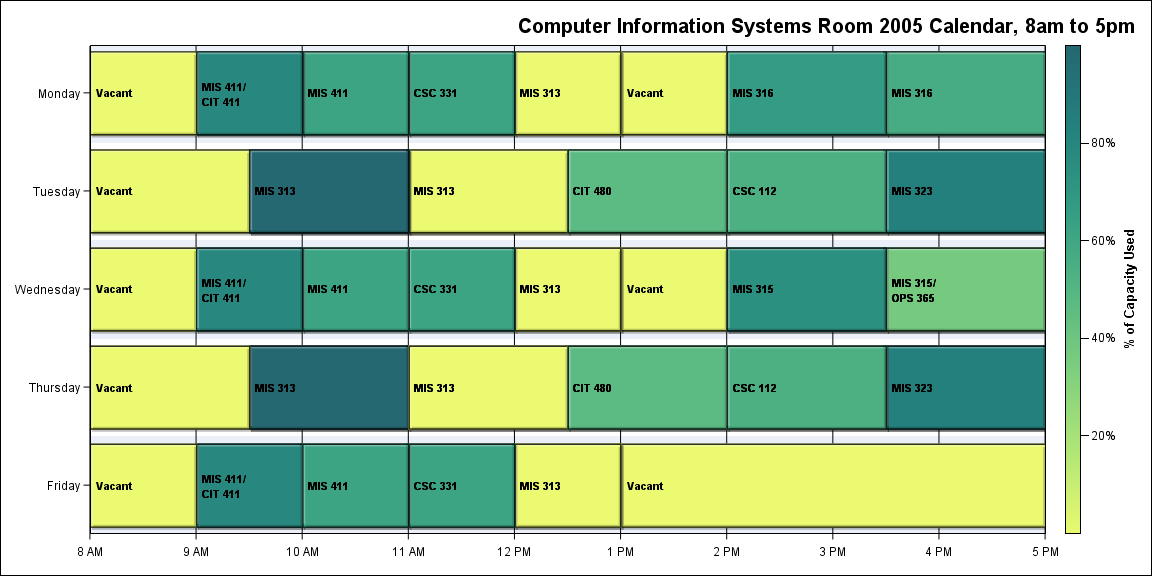 Computer Information Systems Room 2005 Calendar, 8am to 5pm
Monday
Vacant
MIS 411/
CIT 411
MIS 411
CSC 331
MIS 313
Vacant
MIS 316
MIS 316
Tuesday
Vacant
MIS 313
MIS 313
CIT 480
CSC 112
MIS 323
Wednesday
Vacant
MIS 411/
CIT 411
MIS 411
CSC 331
MIS 313
Vacant
MIS 315
MIS 315/
OPS 365
Thursday
Vacant
MIS 313
MIS 313
CIT 480
CSC 112
MIS 323
Friday
Vacant
MIS 411/
CIT 411
MIS 411
CSC 331
MIS 313
Vacant
8 AM
9 AM
10 AM
11 AM
12 PM
1 PM
2 PM
3 PM
4 PM
5 PM
80%
60%
40%
20%
% of Capacity Used